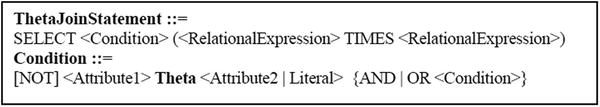 ThetaJoinStatement ::=
SELECT <Condition> (<RelationalExpression> TIMES <RelationalExpression>)
Condition ::=
[NOT] <Attribute1> Theta <Attribute2 | Literal> {AND | OR <Condition>}